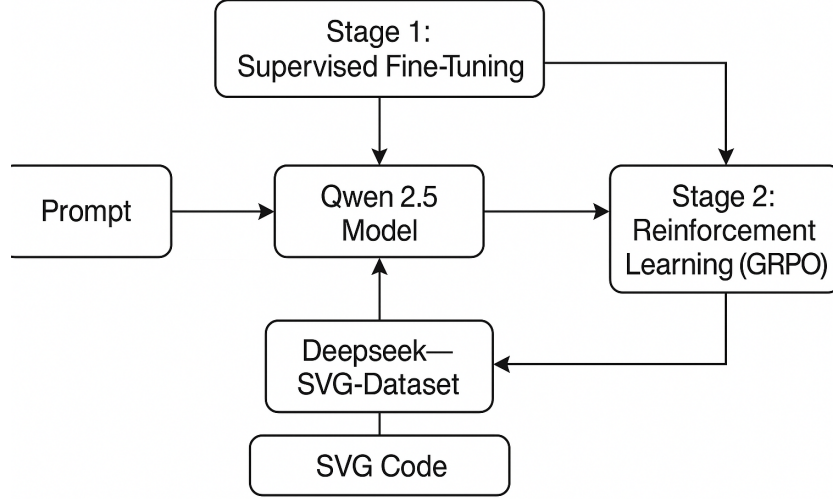 Stage 1:
Supervised Fine-Tuning
Prompt
Qwen 2.5
Model
Stage 2:
Reinforcement
Learning (GRPO)
Deepseek—
SVG-Dataset
SVG Code